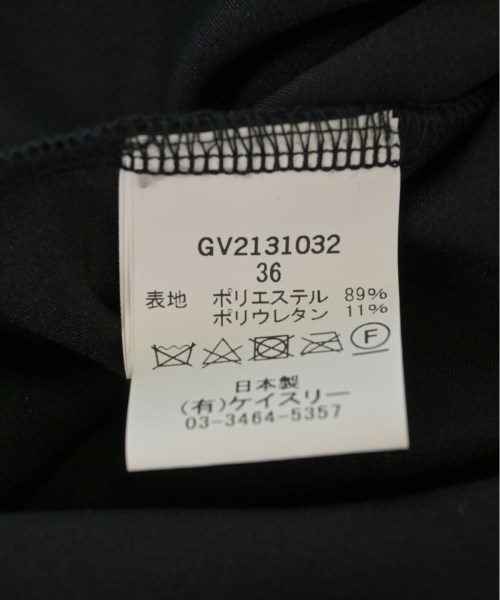 GV2131032
36
表地 ポリエステル 89%
ポリウレタン 11%
F
日本製
(有)ケイスリー
03-3464-5357